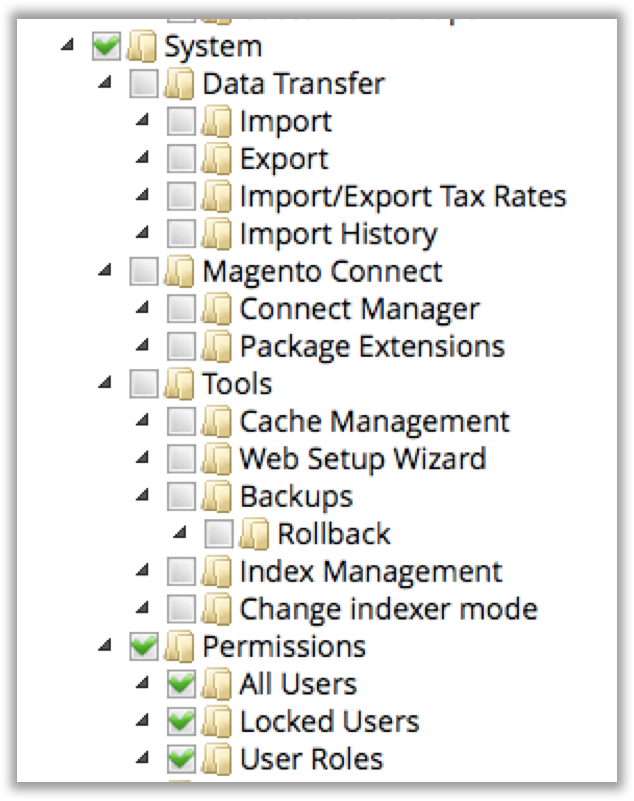 System
Data Transfer
Import
Export
Import/Export Tax Rates
Import History
Magento Connect
Connect Manager
Package Extensions
Tools
Cache Management
Web Setup Wizard
Backups
Rollback
Index Management
Change indexer mode
Permissions
All Users
Locked Users
User Roles